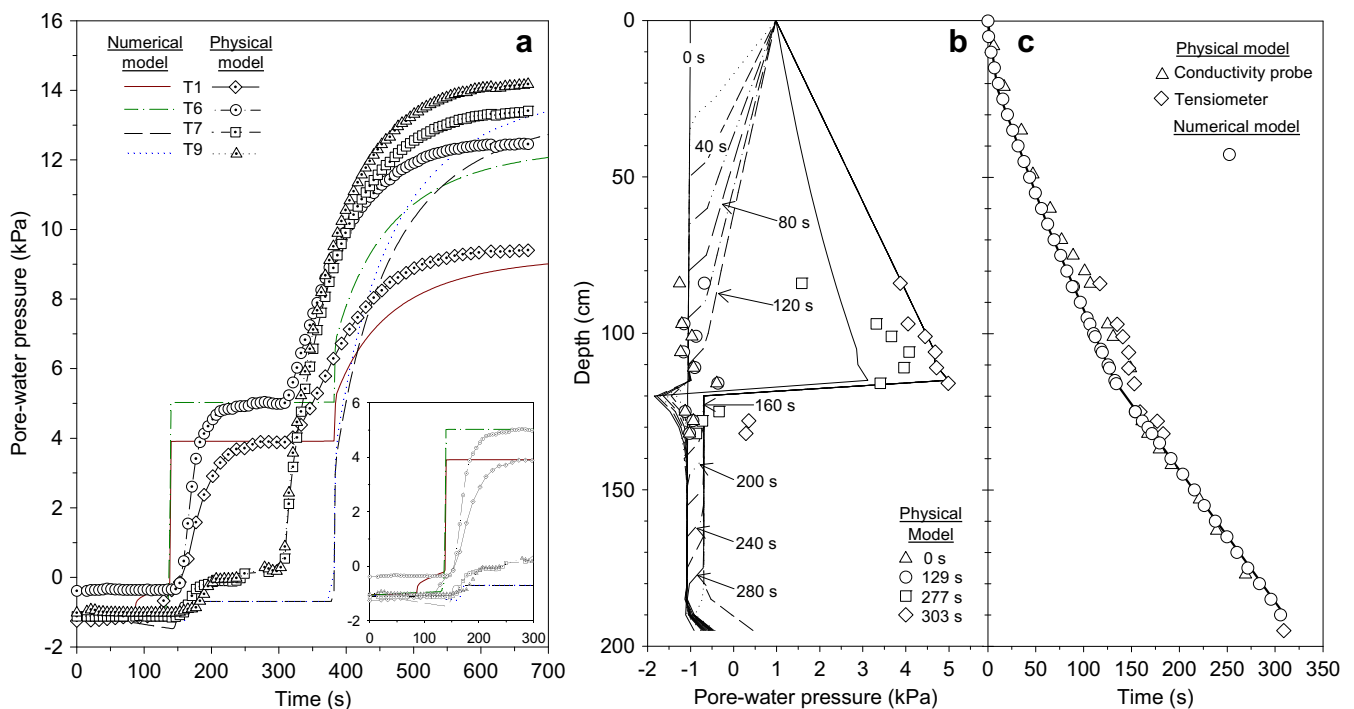 a
Numerical model
Physical model
T1
T6
T7
T9
Pore-water pressure (kPa)
16
14
12
10
8
6
4
2
0
-2
0 100 200 300 400 500 600 700
Time (s)
6
4
2
0
-2
0 100 200 300
b
0 s
40 s
80 s
120 s
160 s
200 s
240 s
280 s
Physical Model
0 s
129 s
277 s
303 s
Depth (cm)
0
50
100
150
200
-2 -1 0 1 2 3 4 5 6
Pore-water pressure (kPa)
c
Physical model
Conductivity probe
Tensiometer
Numerical model
0 50 100 150 200 250 300 350
Time (s)